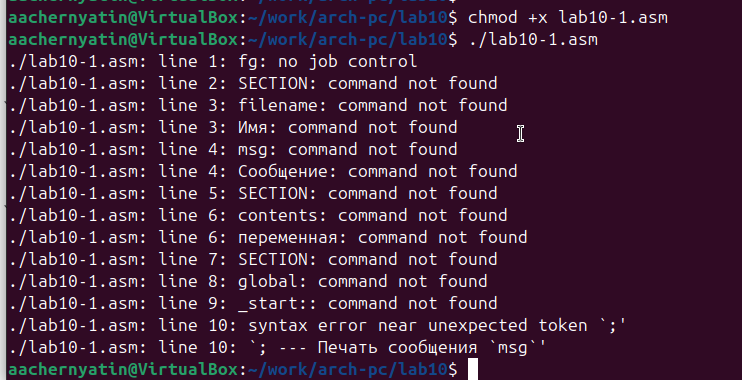 aachernyatin@VirtualBox:~/work/arch-pc/lab10$ chmod +x lab10-1.asm
aachernyatin@VirtualBox:~/work/arch-pc/lab10$ ./lab10-1.asm
./lab10-1.asm: line 1: fg: no job control
./lab10-1.asm: line 2: SECTION: command not found
./lab10-1.asm: line 3: filename: command not found
./lab10-1.asm: line 3: Имя: command not found
./lab10-1.asm: line 4: msg: command not found
./lab10-1.asm: line 4: Сообщение: command not found
./lab10-1.asm: line 5: SECTION: command not found
./lab10-1.asm: line 6: contents: command not found
./lab10-1.asm: line 6: переменная: command not found
./lab10-1.asm: line 7: SECTION: command not found
./lab10-1.asm: line 8: global: command not found
./lab10-1.asm: line 9: _start:: command not found
./lab10-1.asm: line 10: syntax error near unexpected token `;'
./lab10-1.asm: line 10: `; --- Печать сообщения `msg`'
aachernyatin@VirtualBox:~/work/arch-pc/lab10$